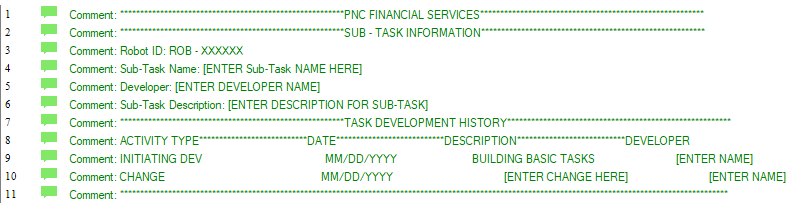 1 Comment: ********************************************************PNC FINANCIAL SERVICES********************************************************
2 Comment: ********************************************************SUB - TASK INFORMATION********************************************************
3 Comment: Robot ID: ROB - XXXXXX
4 Comment: Sub-Task Name: [ENTER Sub-Task NAME HERE]
5 Comment: Developer: [ENTER DEVELOPER NAME]
6 Comment: Sub-Task Description: [ENTER DESCRIPTION FOR SUB-TASK]
7 Comment: ********************************************************TASK DEVELOPMENT HISTORY********************************************************
8 Comment: ACTIVITY TYPE***************************DATE***************************DESCRIPTION***************************DEVELOPER
9 Comment: INITIATING DEV MM/DD/YYYY BUILDING BASIC TASKS [ENTER NAME]
10 Comment: CHANGE MM/DD/YYYY [ENTER CHANGE HERE] [ENTER NAME]
11 Comment: ********************************************************************************************************************************************************